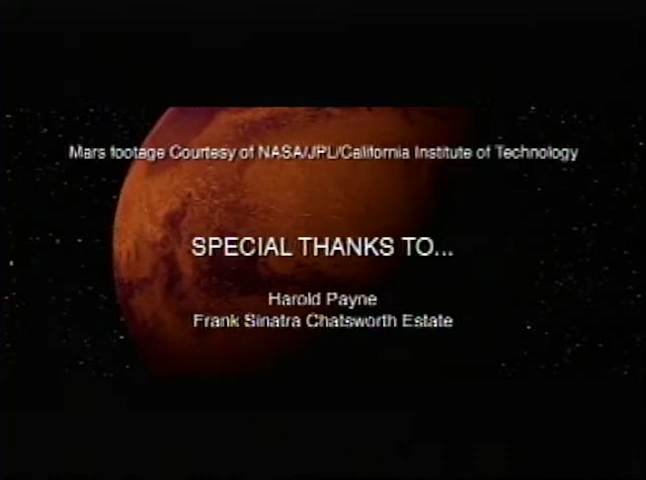 Mars footage Courtesy of NASA/JPL/California Institute of Technology
SPECIAL THANKS TO...
Harold Payne
Frank Sinatra Chatsworth Estate